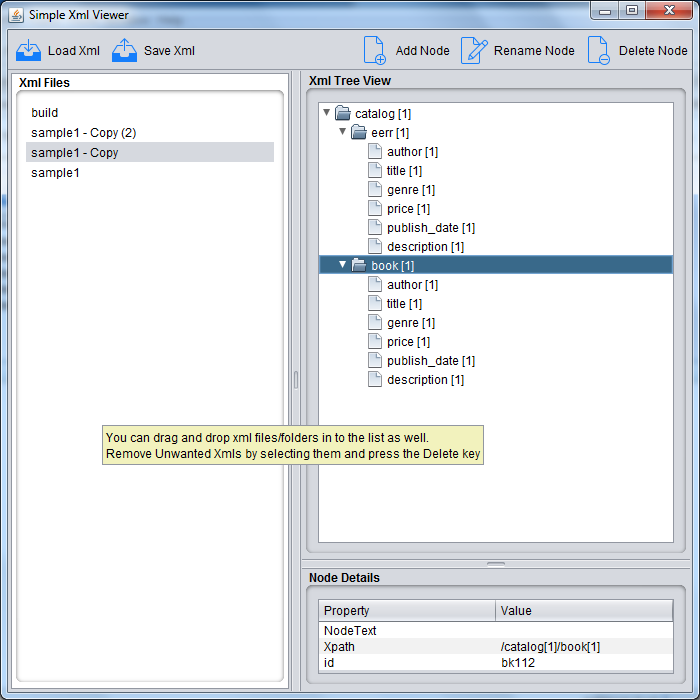 Simple Xml Viewer
Load Xml Save Xml Add Node Rename Node Delete Node
Xml Files
build
sample1 - Copy (2)
sample1 - Copy
sample1
You can drag and drop xml files/folders in to the list as well.
Remove Unwanted Xmls by selecting them and press the Delete key
Xml Tree View
catalog [1]
eerr [1]
author [1]
title [1]
genre [1]
price [1]
publish_date [1]
description [1]
book [1]
author [1]
title [1]
genre [1]
price [1]
publish_date [1]
description [1]
Node Details
Property Value
NodeText
Xpath /catalog[1]/book[1]
id bk112